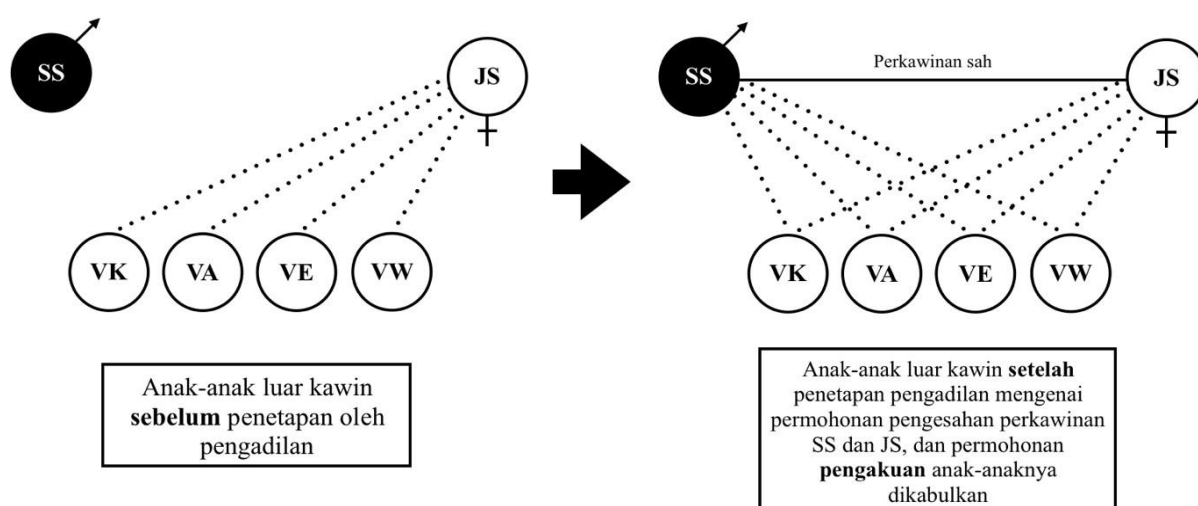 SS
JS
VK
VA
VE
VW
Anak-anak luar kawin
sebelum penetapan oleh
pengadilan
SS
Perkawinan sah
JS
VK
VA
VE
VW
Anak-anak luar kawin setelah
penetapan pengadilan mengenai
permohonan pengesahan perkawinan
SS dan JS, dan permohonan
pengakuan anak-anaknya
dikabulkan